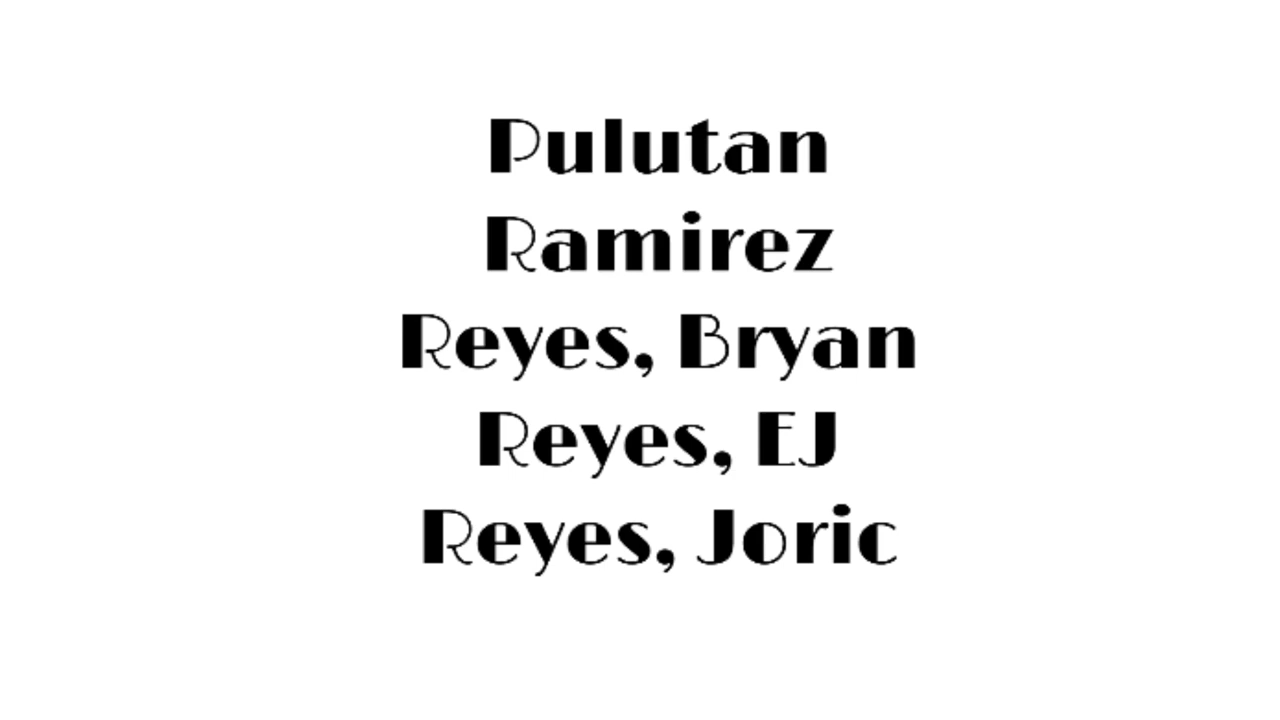 Pulutan
Ramirez
Reyes, Bryan
Reyes, EJ
Reyes, Joric